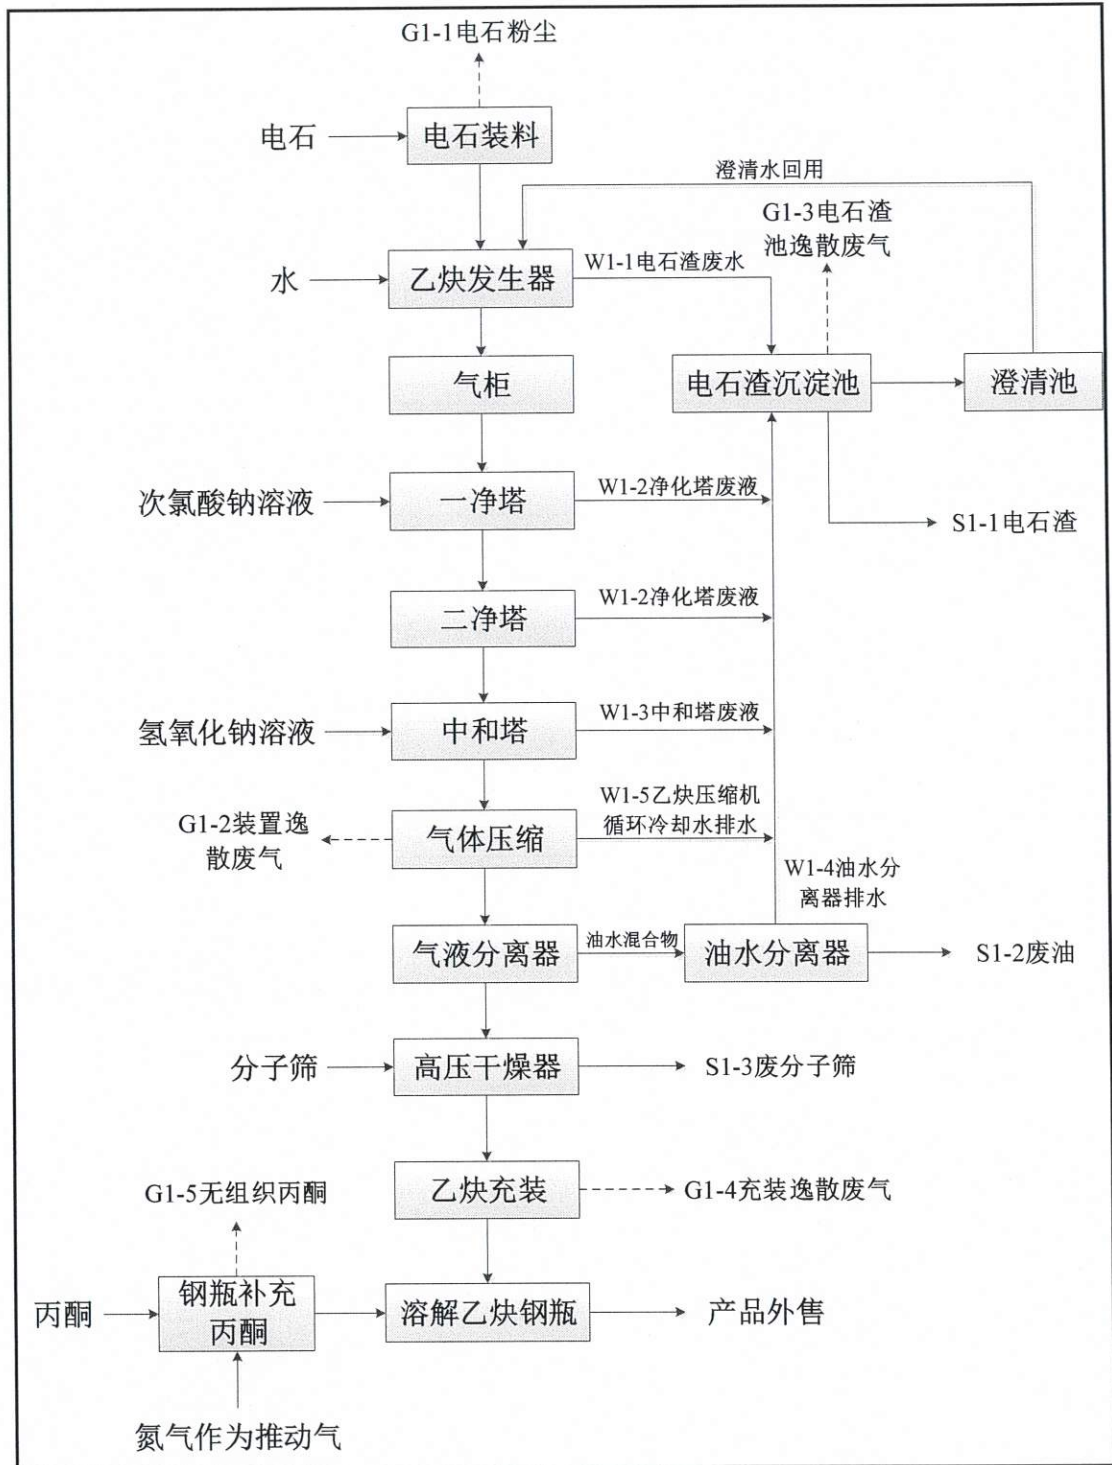 G1-1电石粉尘
电石
电石装料
澄清水回用
G1-3电石渣
池逸散废气
水
乙炔发生器
W1-1电石渣废水
气柜
电石渣沉淀池
澄清池
次氯酸钠溶液
一净塔
W1-2净化塔废液
S1-1电石渣
二净塔
W1-2净化塔废液
氢氧化钠溶液
中和塔
W1-3中和塔废液
G1-2装置逸
散废气
气体压缩
W1-5乙炔压缩机
循环冷却水排水
W1-4油水分
离器排水
气液分离器
油水混合物
油水分离器
S1-2废油
分子筛
高压干燥器
S1-3废分子筛
G1-5无组织丙酮
乙炔充装
G1-4充装逸散废气
丙酮
钢瓶补充
丙酮
溶解乙炔钢瓶
产品外售
氮气作为推动气